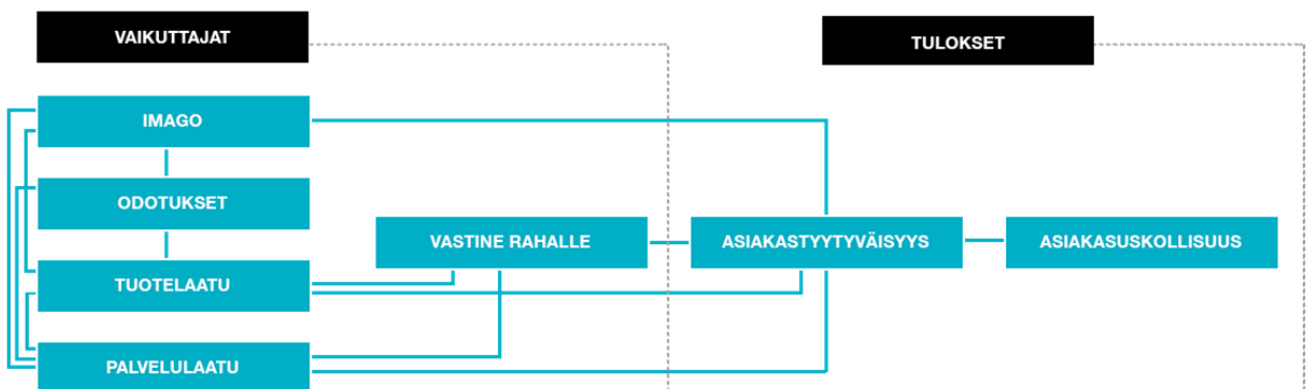 VAIKUTTAJAT
TULOKSET
IMAGO
ODOTUKSET
VASTINE RAHALLE
ASIAKASTYYTYVÄISYYS
ASIAKASUSKOLLISUUS
TUOTELAATU
PALVELULAATU